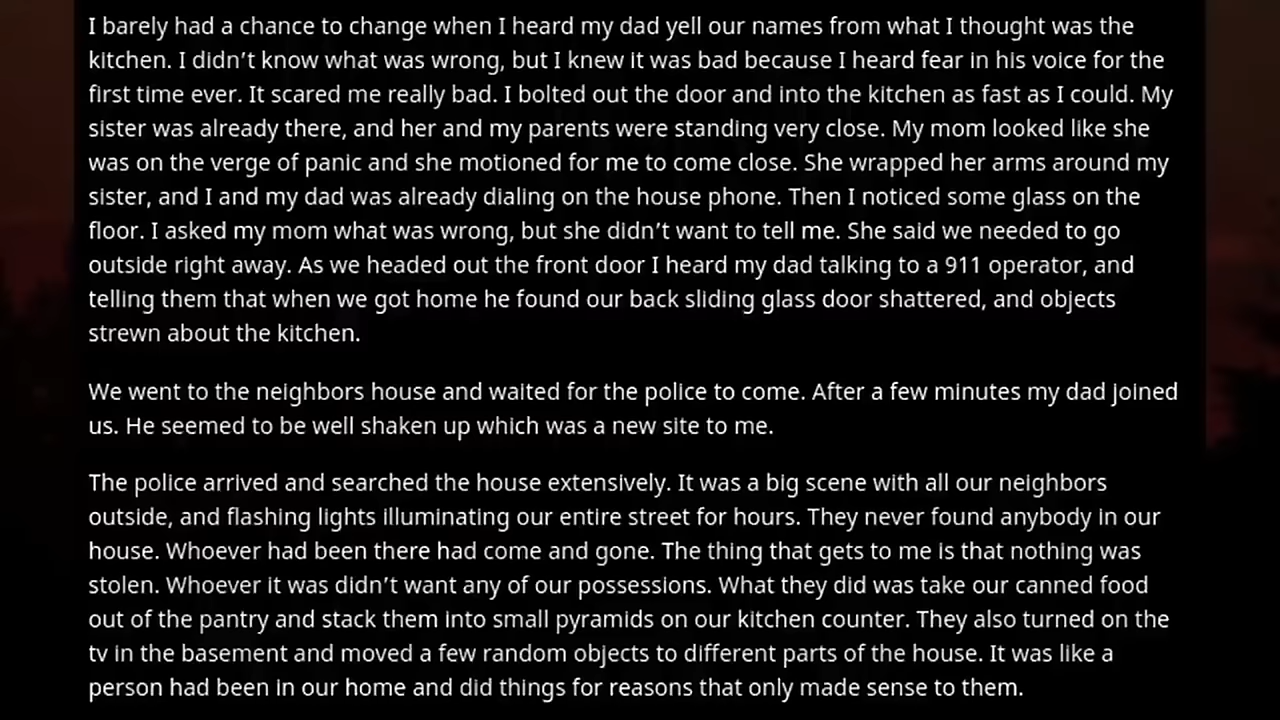 I barely had a chance to change when I heard my dad yell our names from what I thought was the
kitchen. I didn’t know what was wrong, but I knew it was bad because I heard fear in his voice for the
first time ever. It scared me really bad. I bolted out the door and into the kitchen as fast as I could. My
sister was already there, and her and my parents were standing very close. My mom looked like she
was on the verge of panic and she motioned for me to come close. She wrapped her arms around my
sister, and I and my dad was already dialing on the house phone. Then I noticed some glass on the
floor. I asked my mom what was wrong, but she didn’t want to tell me. She said we needed to go
outside right away. As we headed out the front door I heard my dad talking to a 911 operator, and
telling them that when we got home he found our back sliding glass door shattered, and objects
strewn about the kitchen.
We went to the neighbors house and waited for the police to come. After a few minutes my dad joined
us. He seemed to be well shaken up which was a new site to me.
The police arrived and searched the house extensively. It was a big scene with all our neighbors
outside, and flashing lights illuminating our entire street for hours. They never found anybody in our
house. Whoever had been there had come and gone. The thing that gets to me is that nothing was
stolen. Whoever it was didn’t want any of our possessions. What they did was take our canned food
out of the pantry and stack them into small pyramids on our kitchen counter. They also turned on the
tv in the basement and moved a few random objects to different parts of the house. It was like a
person had been in our home and did things for reasons that only made sense to them.